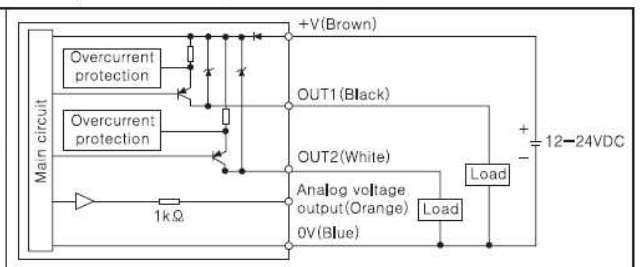 +V(Brown)
Overcurrent
protection
OUT1(Black)
Main circuit
Overcurrent
protection
+
12-24VDC
−
OUT2(White)
Load
Analog voltage
output(Orange)
Load
1kΩ
0V(Blue)